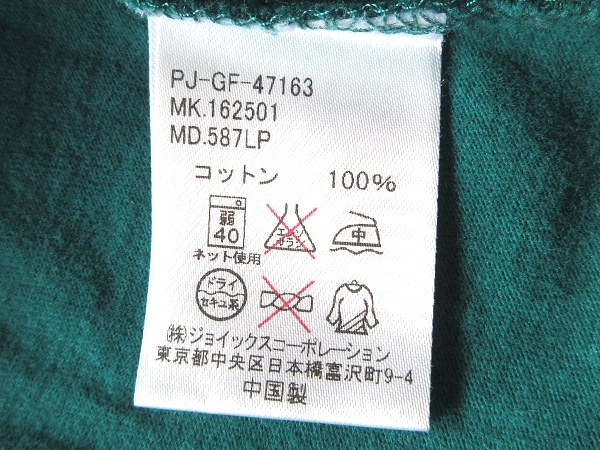 PJ-GF-47163
MK.162501
MD.587LP
コットン 100%
弱 40
エンソ サラシ
中
ネット使用
ドライ
セキユ系
㈱ジョイックスコーポレーション
東京都中央区日本橋富沢町9-4
中国製